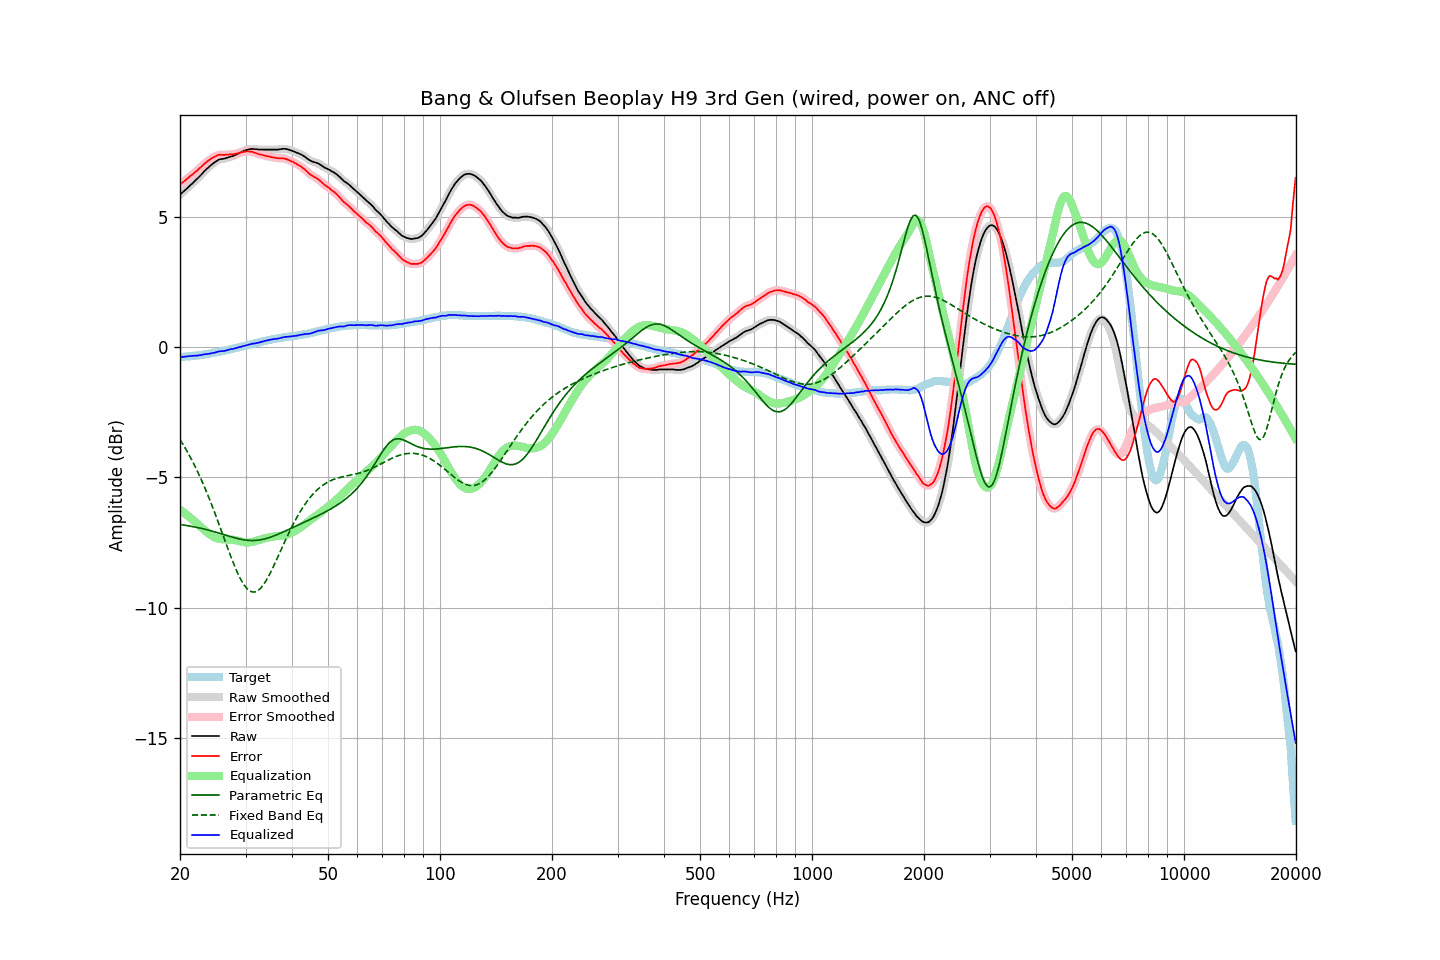 Bang & Olufsen Beoplay H9 3rd Gen (wired, power on, ANC off)
Amplitude (dBr)
5
0
−5
−10
−15
Target
Raw Smoothed
Error Smoothed
Raw
Error
Equalization
Parametric Eq
Fixed Band Eq
Equalized
20 50 100 200 500 1000 2000 5000 10000 20000
Frequency (Hz)